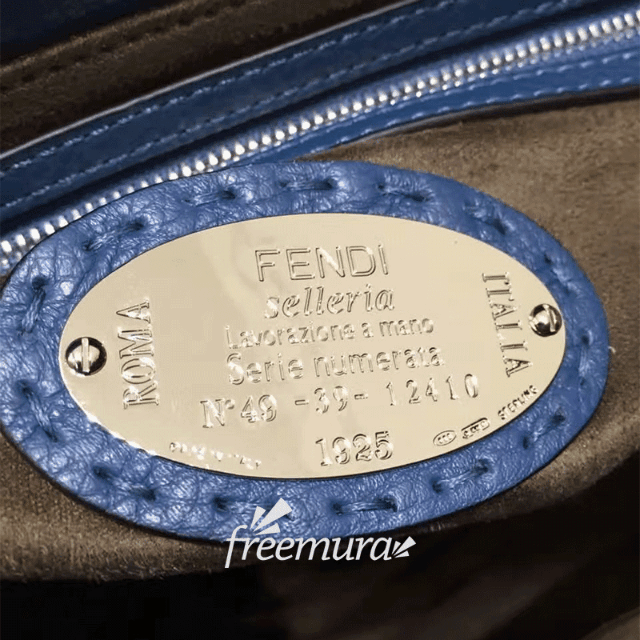 FENDI
selleria
Lavorazione a mano
Serie numerata
N° 49 -39- 12410
1925
ROMA
ITALIA
freemura